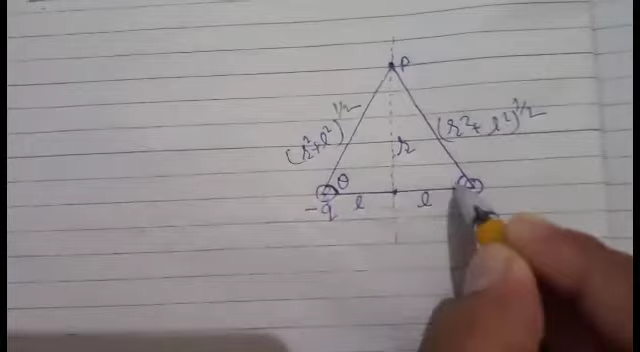 P
(r²+l²)^1/2
(r²+l²)^1/2
r
θ
-q
l
l